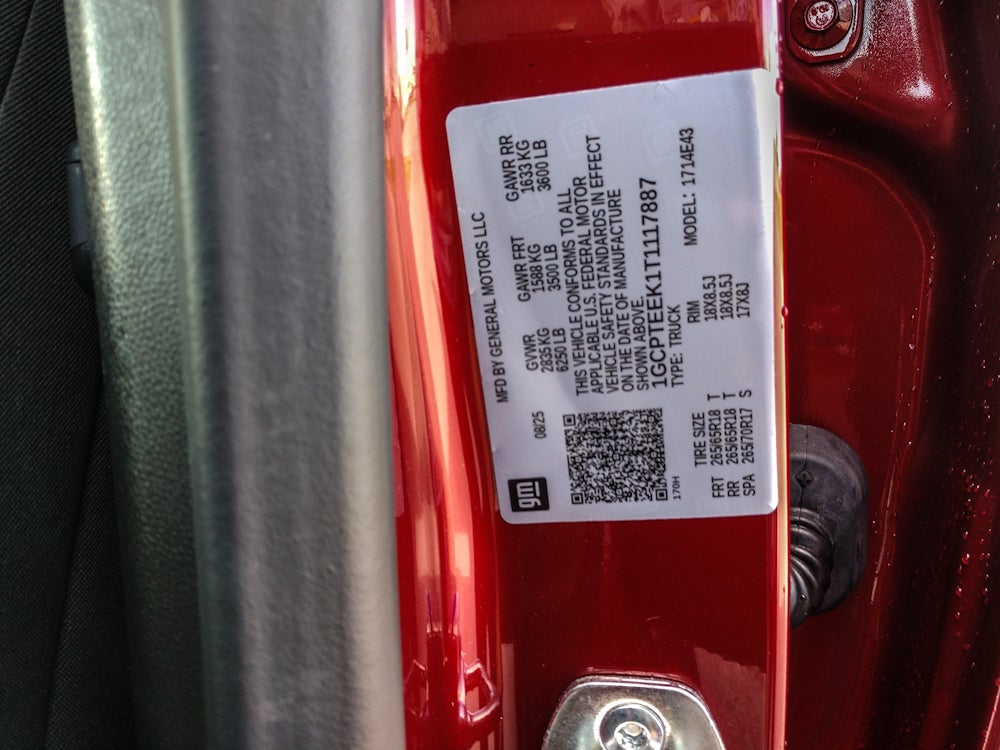 gm
08/25
MFD BY GENERAL MOTORS LLC
GVWR GAWR FRT GAWR RR
2835 KG 1588 KG 1633 KG
6250 LB 3500 LB 3600 LB
THIS VEHICLE CONFORMS TO ALL
APPLICABLE U.S. FEDERAL MOTOR
VEHICLE SAFETY STANDARDS IN EFFECT
ON THE DATE OF MANUFACTURE
SHOWN ABOVE.
1GCPTEEK1T1117887
TYPE: TRUCK MODEL: 1714E43
170H
TIRE SIZE RIM
FRT 265/65R18 T 18X8.5J
RR 265/65R18 T 18X8.5J
SPA 265/70R17 S 17X8J